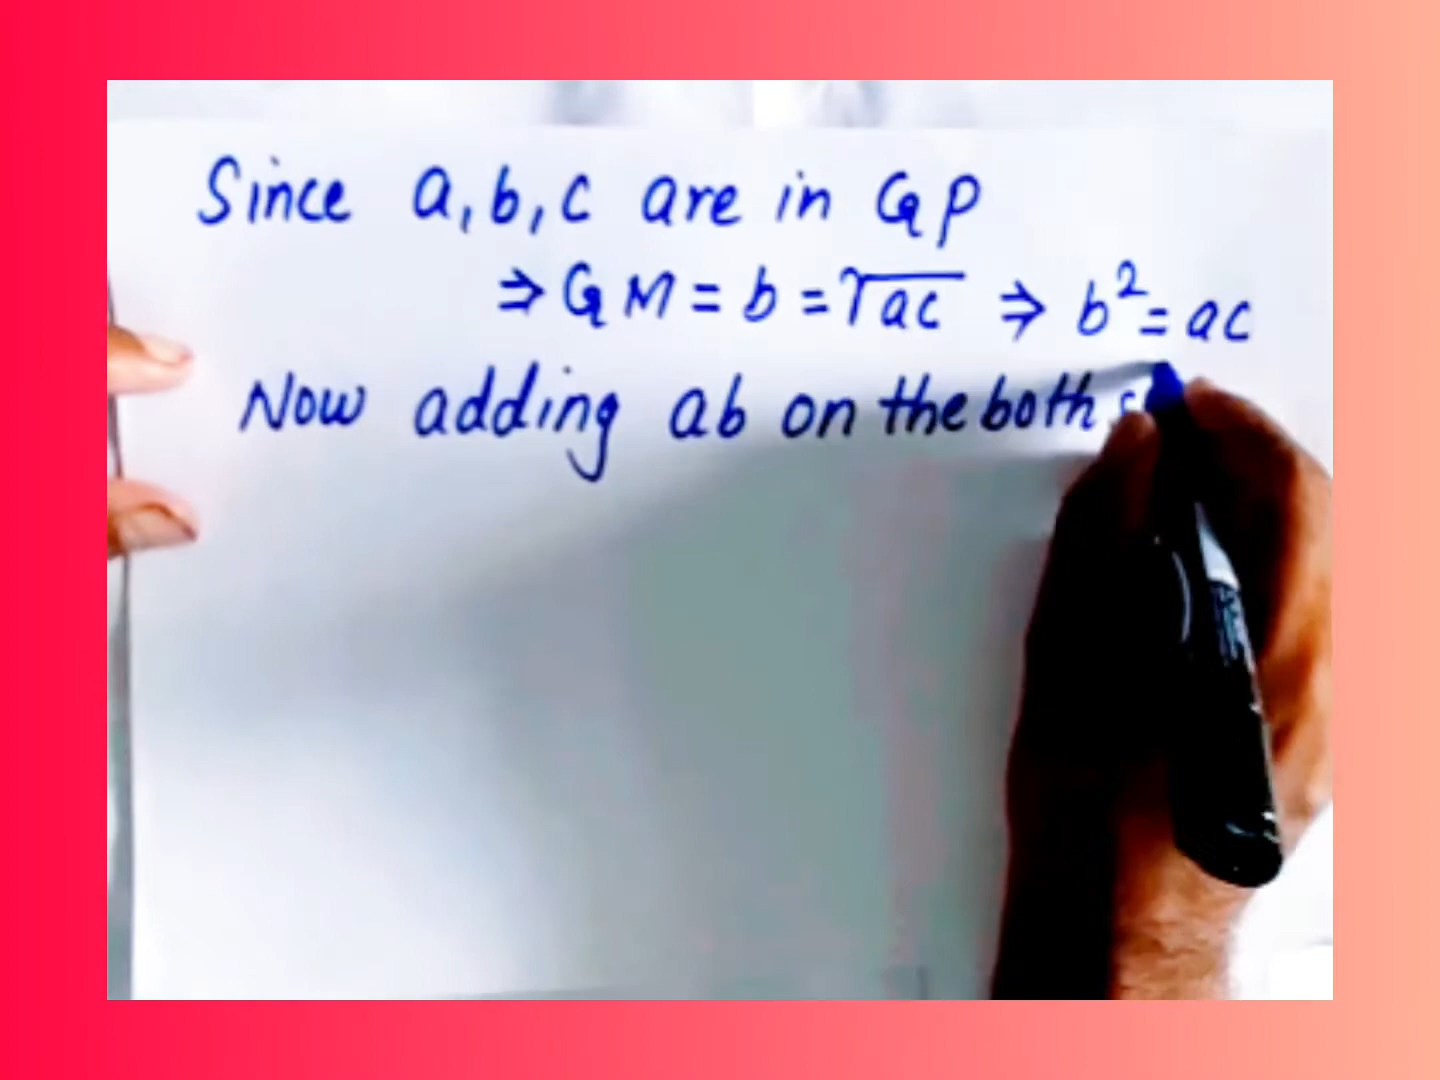 Since a, b, c are in GP
⇒ GM = b = √ac ⇒ b² = ac
Now adding ab on the both